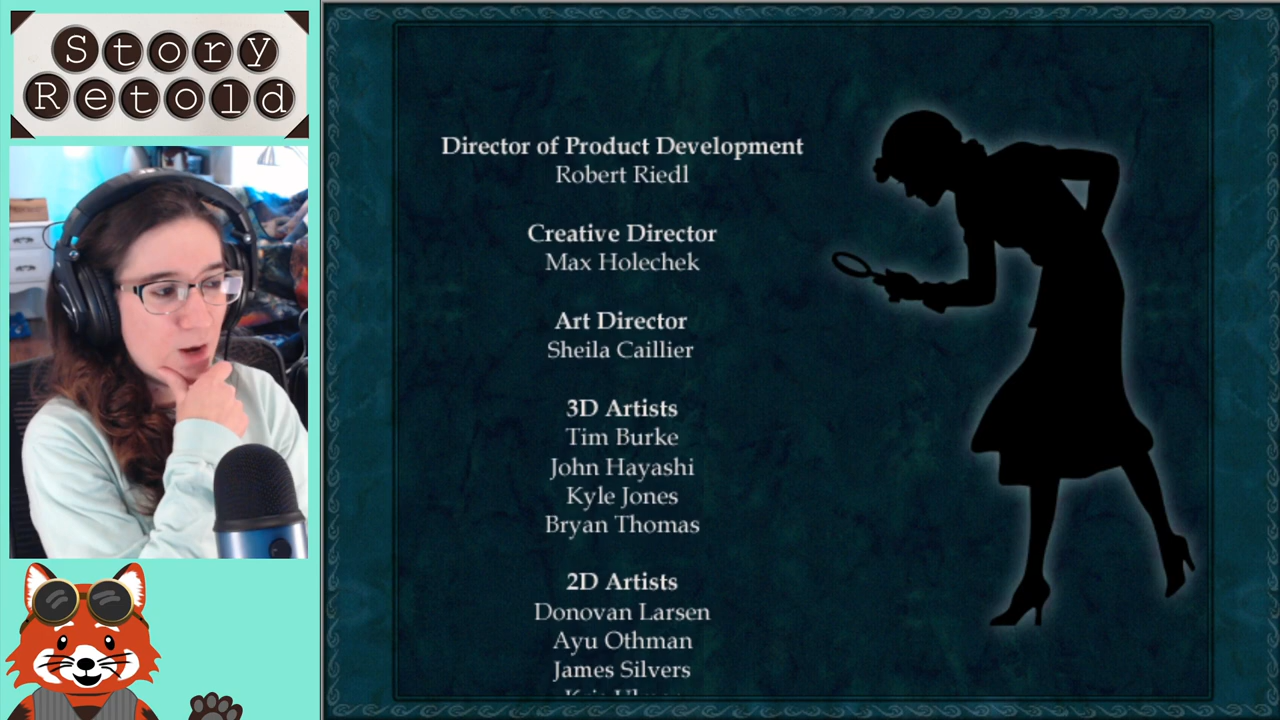 Story
Retold
Director of Product Development
Robert Riedl
Creative Director
Max Holechek
Art Director
Sheila Caillier
3D Artists
Tim Burke
John Hayashi
Kyle Jones
Bryan Thomas
2D Artists
Donovan Larsen
Ayu Othman
James Silvers